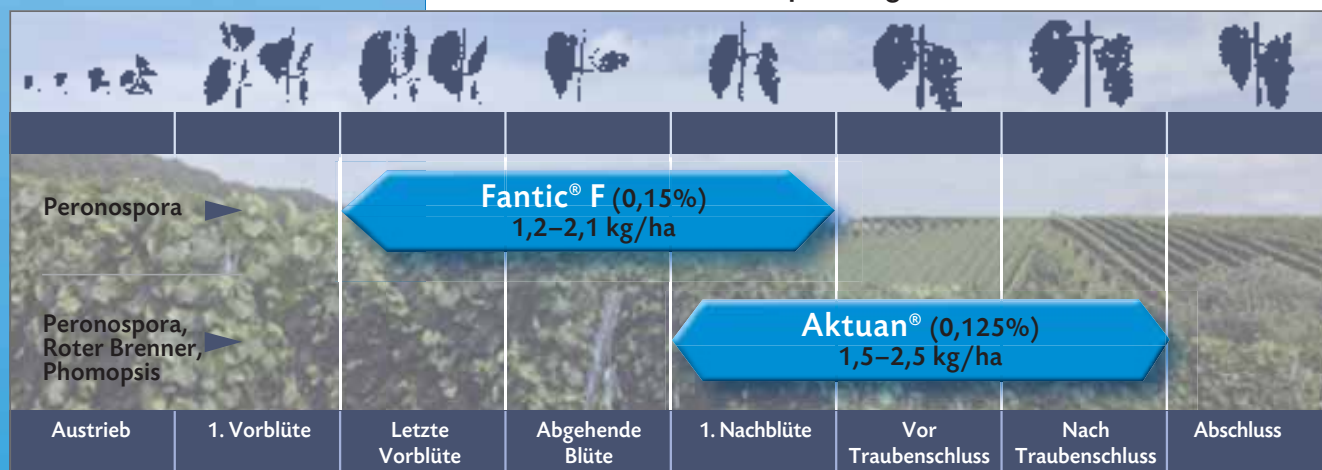 Peronospora
Fantic® F (0,15%)
1,2–2,1 kg/ha
Peronospora,
Roter Brenner,
Phomopsis
Aktuan® (0,125%)
1,5–2,5 kg/ha
Austrieb
1. Vorblüte
Letzte
Vorblüte
Abgehende
Blüte
1. Nachblüte
Vor
Traubenschluss
Nach
Traubenschluss
Abschluss